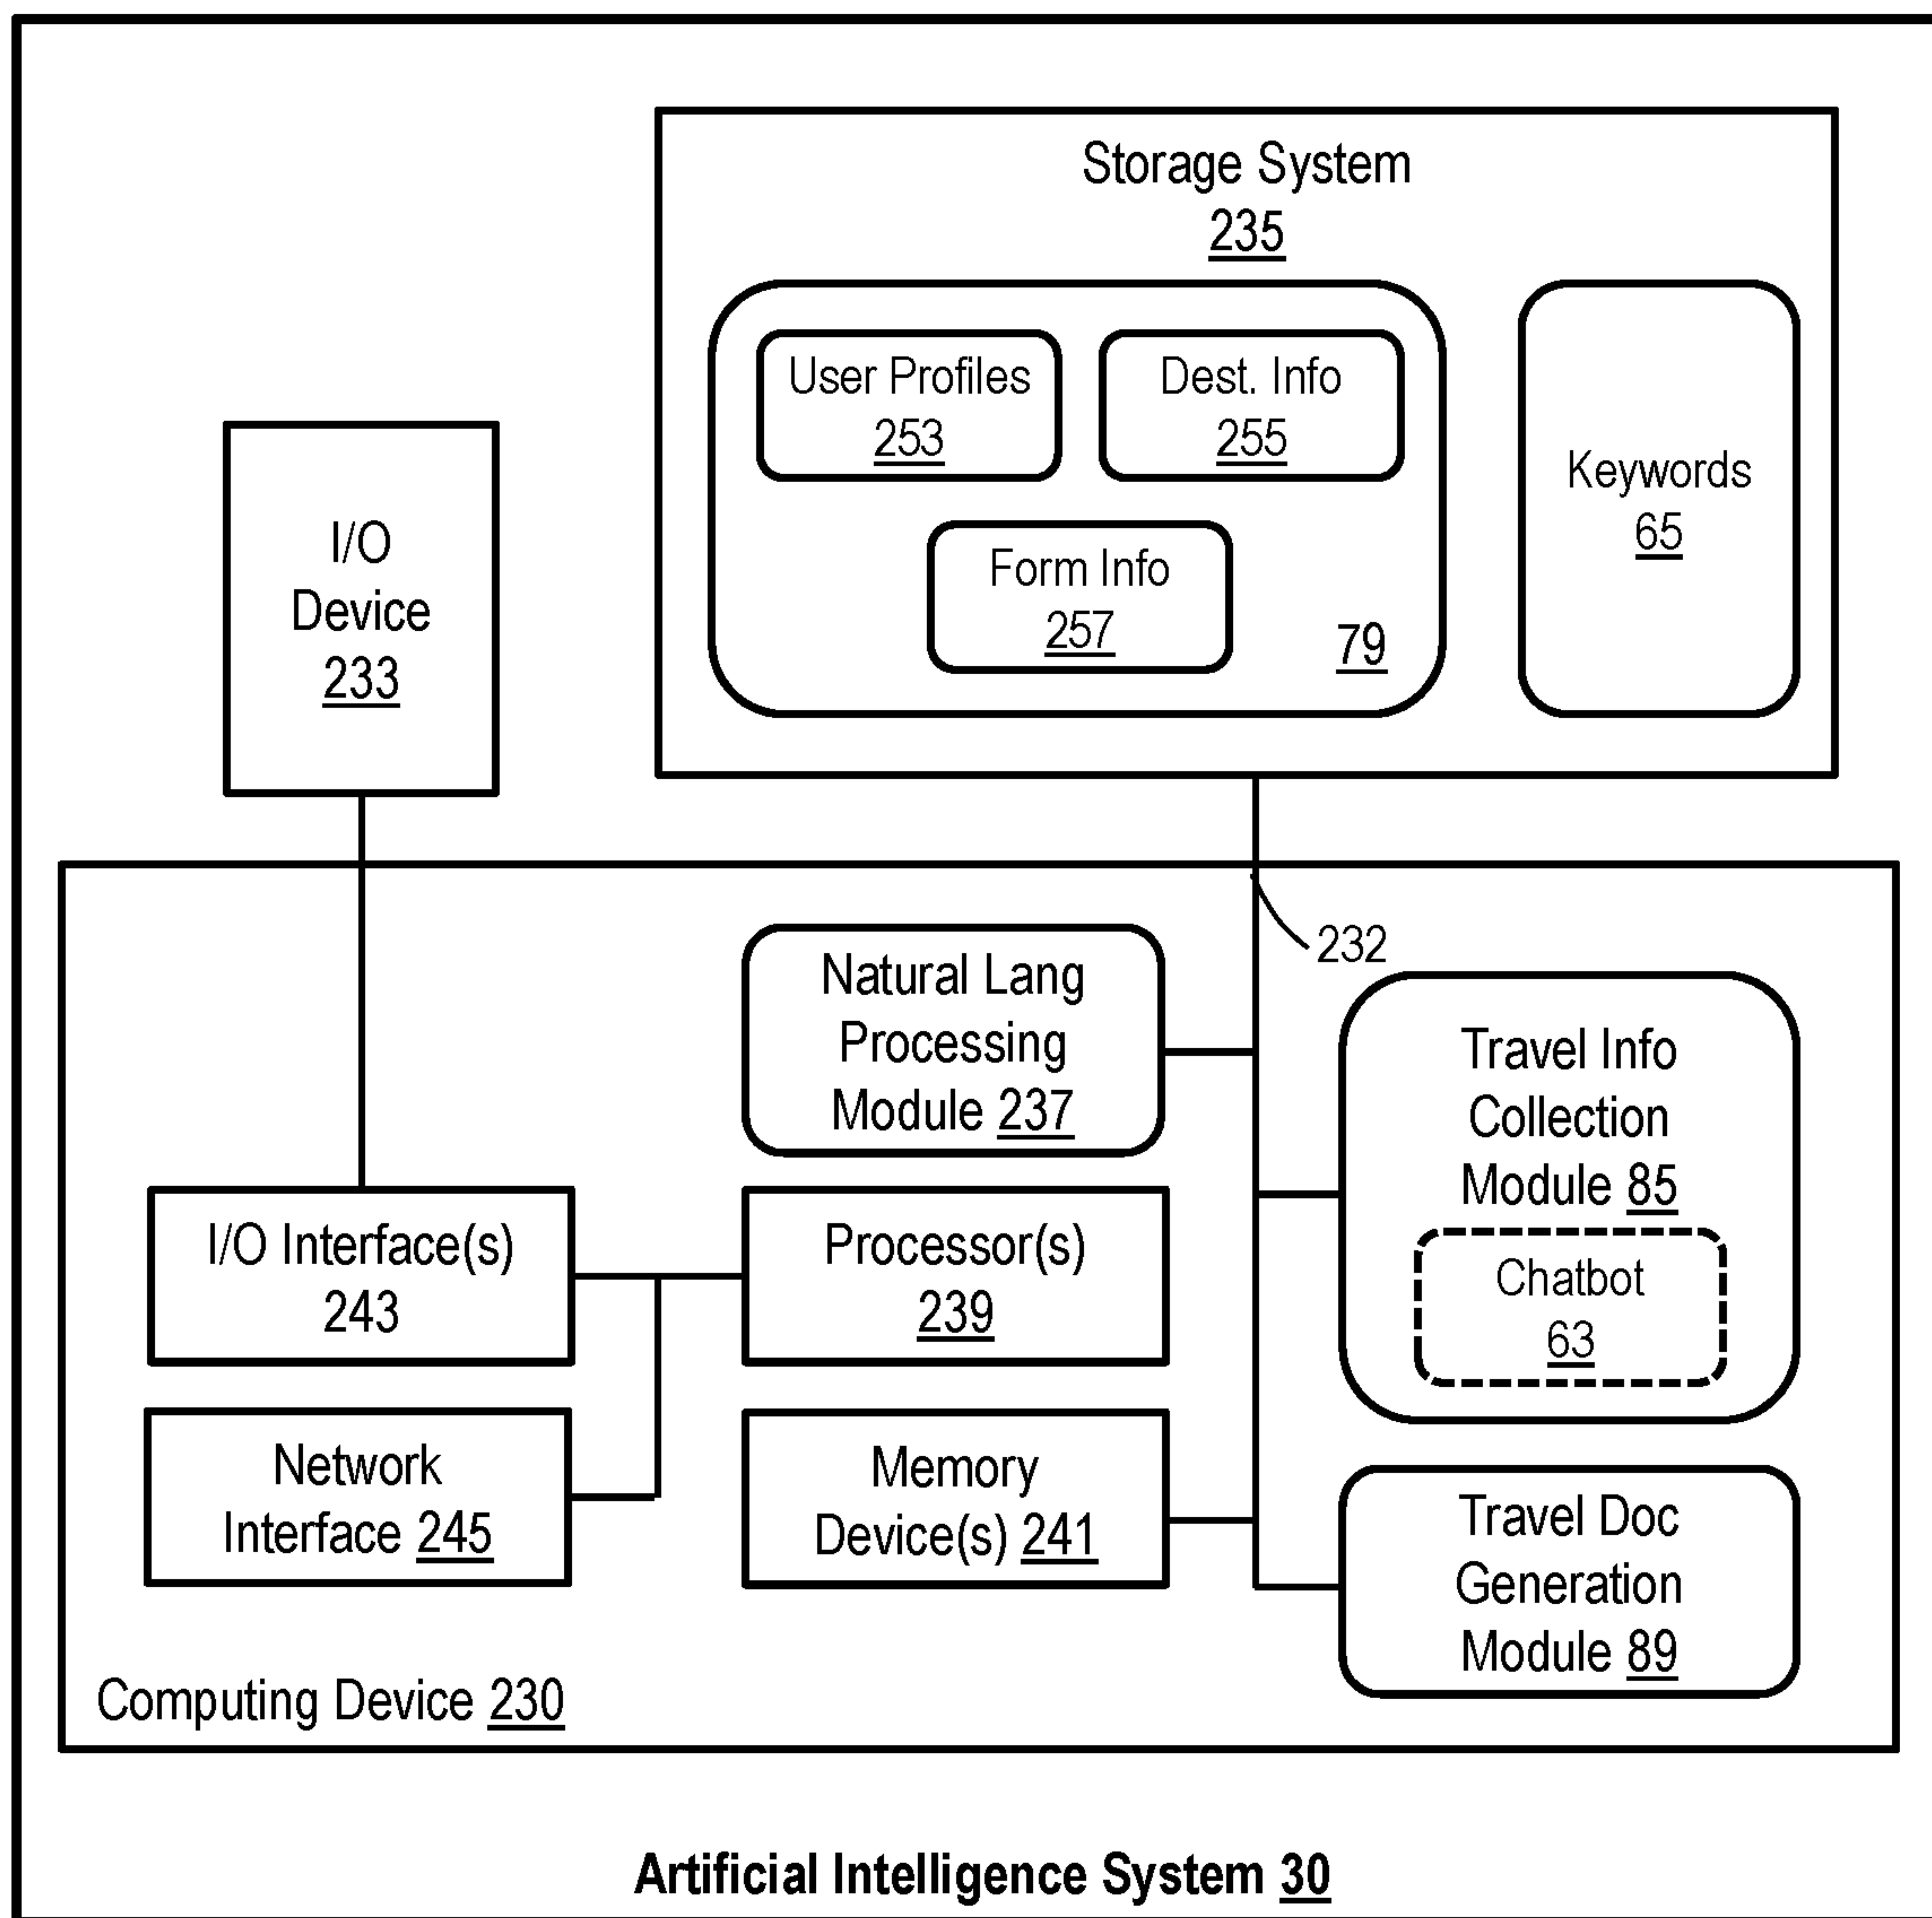 Storage System
235
User Profiles
253
Dest. Info
255
Form Info
257
79
Keywords
65
I/O
Device
233
232
Natural Lang
Processing
Module 237
Travel Info
Collection
Module 85
Chatbot
63
I/O Interface(s)
243
Processor(s)
239
Network
Interface 245
Memory
Device(s) 241
Travel Doc
Generation
Module 89
Computing Device 230
Artificial Intelligence System 30